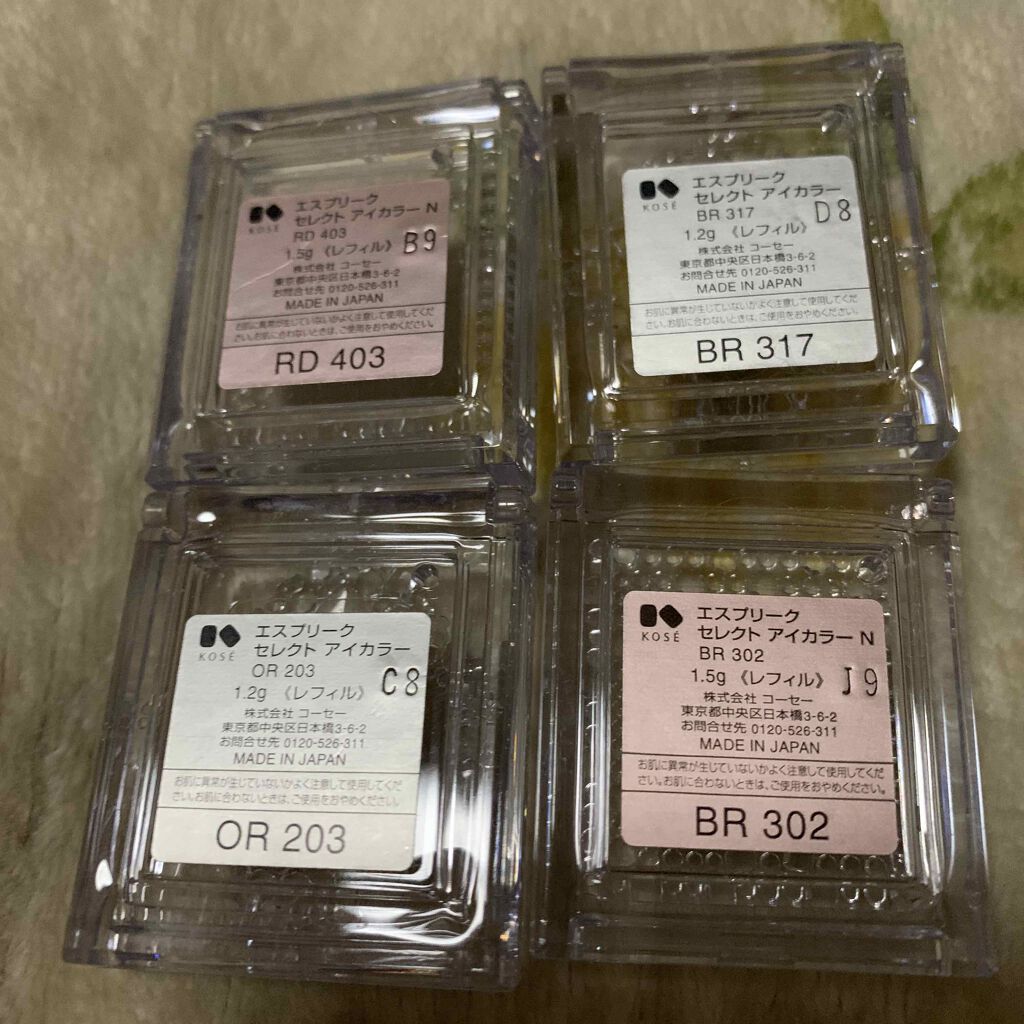 KOSÉ
エスプリーク
セレクト アイカラー N
RD 403
1.5g 《レフィル》 B9
株式会社 コーセー
東京都中央区日本橋3-6-2
お問合せ先 0120-526-311
MADE IN JAPAN
お肌に異常が生じていないかよく注意して使用してくだ
さい。お肌に合わないときは、ご使用をおやめください。
RD 403
KOSÉ
エスプリーク
セレクト アイカラー
BR 317 D8
1.2g 《レフィル》
株式会社 コーセー
東京都中央区日本橋3-6-2
お問合せ先 0120-526-311
MADE IN JAPAN
お肌に異常が生じていないかよく注意して使用してくだ
さい。お肌に合わないときは、ご使用をおやめください。
BR 317
KOSÉ
エスプリーク
セレクト アイカラー
OR 203
1.2g 《レフィル》 C8
株式会社 コーセー
東京都中央区日本橋3-6-2
お問合せ先 0120-526-311
MADE IN JAPAN
お肌に異常が生じていないかよく注意して使用してくだ
さい。お肌に合わないときは、ご使用をおやめください。
OR 203
KOSÉ
エスプリーク
セレクト アイカラー N
BR 302
1.5g 《レフィル》 J9
株式会社 コーセー
東京都中央区日本橋3-6-2
お問合せ先 0120-526-311
MADE IN JAPAN
お肌に異常が生じていないかよく注意して使用してくだ
さい。お肌に合わないときは、ご使用をおやめください。
BR 302